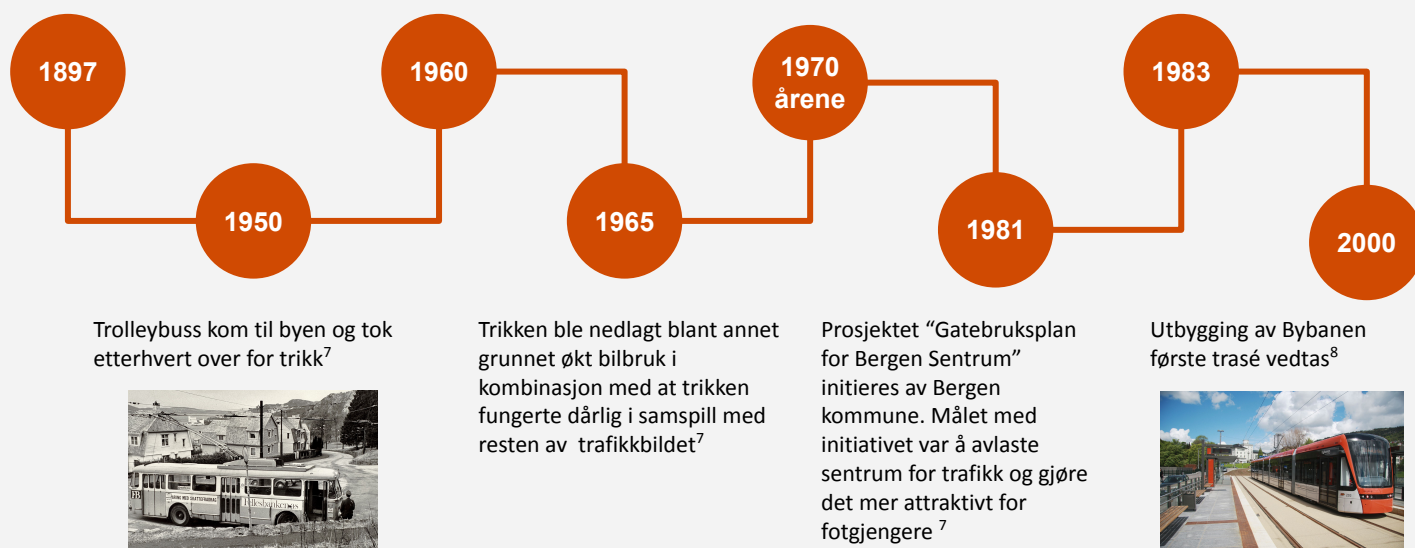 1897
1950
1960
1965
1970
årene
1981
1983
2000
Trolleybuss kom til byen og tok
etterhvert over for trikk7
Trikken ble nedlagt blant annet
grunnet økt bilbruk i
kombinasjon med at trikken
fungerte dårlig i samspill med
resten av trafikkbildet7
Prosjektet “Gatebruksplan
for Bergen Sentrum”
initieres av Bergen
kommune. Målet med
initiativet var å avlaste
sentrum for trafikk og gjøre
det mer attraktivt for
fotgjengere 7
Utbygging av Bybanen
første trasé vedtas8